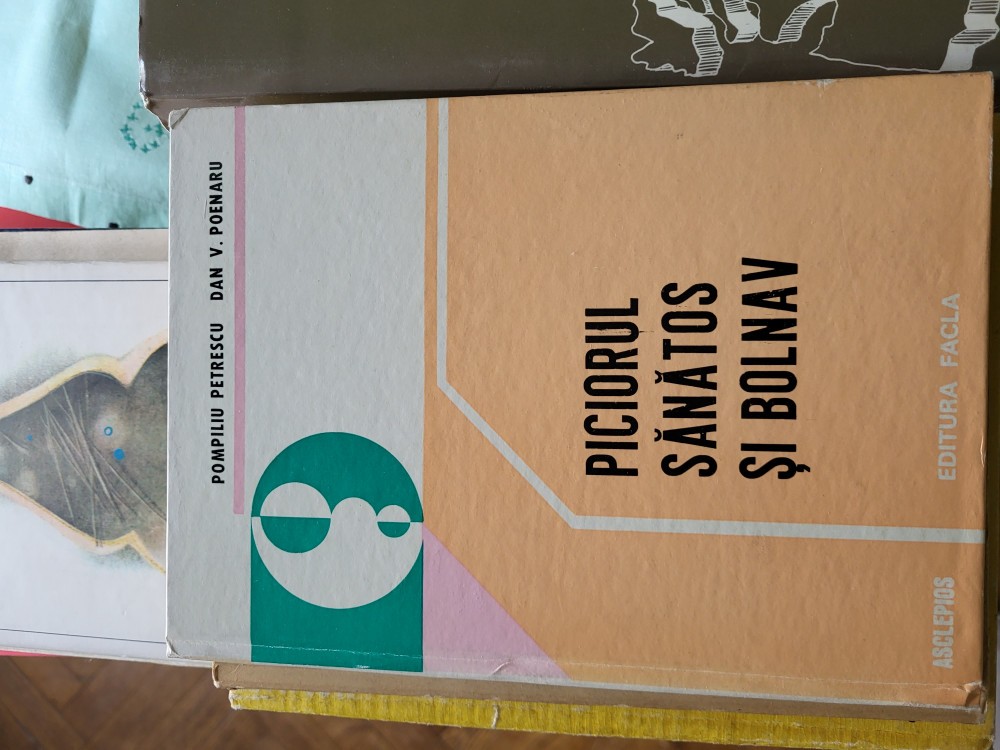 POMPILIU PETRESCU DAN V. POENARU
PICIORUL
SĂNĂTOS
ȘI BOLNAV
ASCLEPIOS
EDITURA FACLA